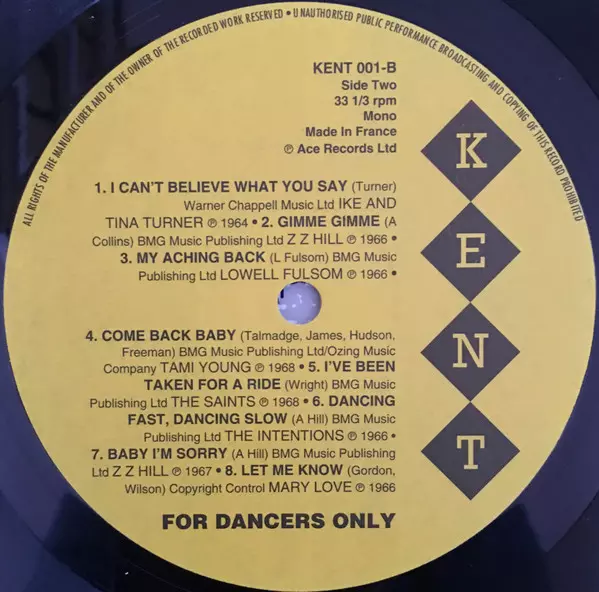 ALL RIGHTS OF THE MANUFACTURER AND OF THE OWNER OF THE RECORDED WORK RESERVED • UNAUTHORISED PUBLIC PERFORMANCE BROADCASTING AND COPYING OF THIS RECORD PROHIBITED
KENT 001-B
Side Two
33 1/3 rpm
Mono
Made In France
℗ Ace Records Ltd
K
E
N
T
1. I CAN'T BELIEVE WHAT YOU SAY (Turner)
Warner Chappell Music Ltd IKE AND
TINA TURNER ℗ 1964 • 2. GIMME GIMME (A
Collins) BMG Music Publishing Ltd Z Z HILL ℗ 1966 •
3. MY ACHING BACK (L Fulsom) BMG Music
Publishing Ltd LOWELL FULSOM ℗ 1966 •
4. COME BACK BABY (Talmadge, James, Hudson,
Freeman) BMG Music Publishing Ltd/Ozing Music
Company TAMI YOUNG ℗ 1968 • 5. I'VE BEEN
TAKEN FOR A RIDE (Wright) BMG Music
Publishing Ltd THE SAINTS ℗ 1968 • 6. DANCING
FAST, DANCING SLOW (A Hill) BMG Music
Publishing Ltd THE INTENTIONS ℗ 1966 •
7. BABY I'M SORRY (A Hill) BMG Music Publishing
Ltd Z Z HILL ℗ 1967 • 8. LET ME KNOW (Gordon,
Wilson) Copyright Control MARY LOVE ℗ 1966
FOR DANCERS ONLY